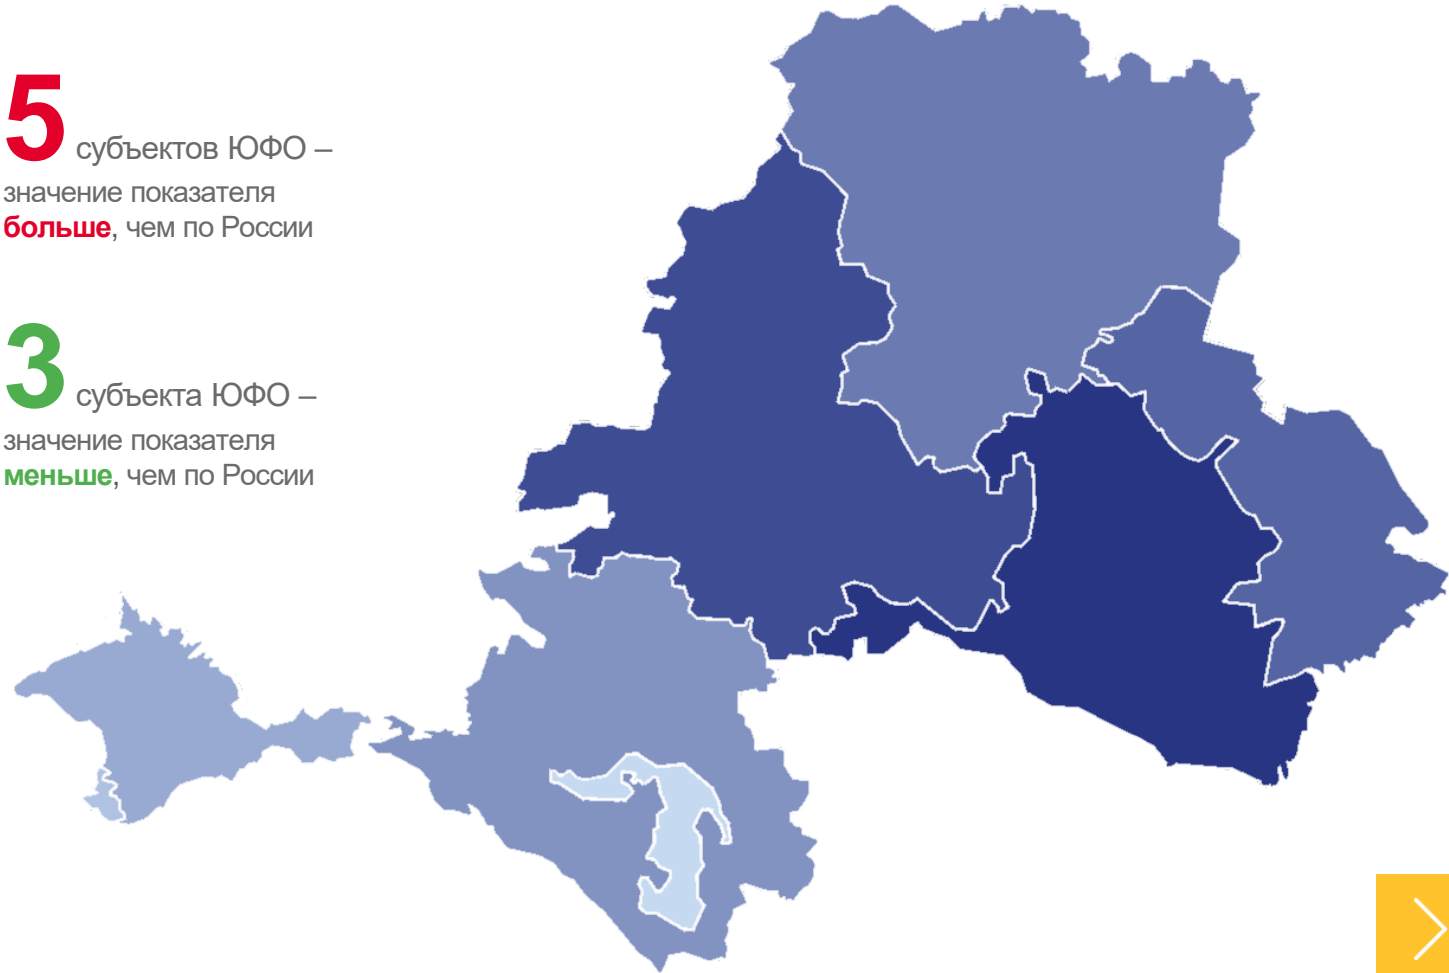 5 субъектов ЮФО –
значение показателя
больше, чем по России
3 субъекта ЮФО –
значение показателя
меньше, чем по России